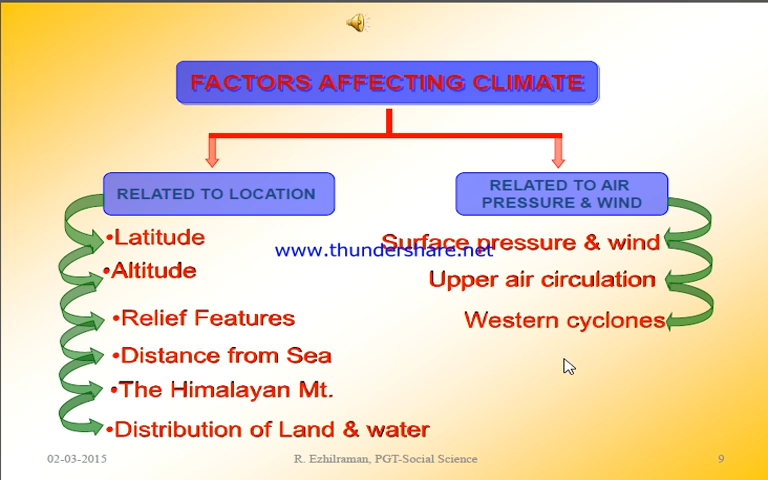 FACTORS AFFECTING CLIMATE
RELATED TO LOCATION
•Latitude
•Altitude
•Relief Features
•Distance from Sea
•The Himalayan Mt.
•Distribution of Land & water
RELATED TO AIR
PRESSURE & WIND
Surface pressure & wind
Upper air circulation
Western cyclones
www.thundershare.net
02-03-2015
R. Ezhilraman, PGT-Social Science
9